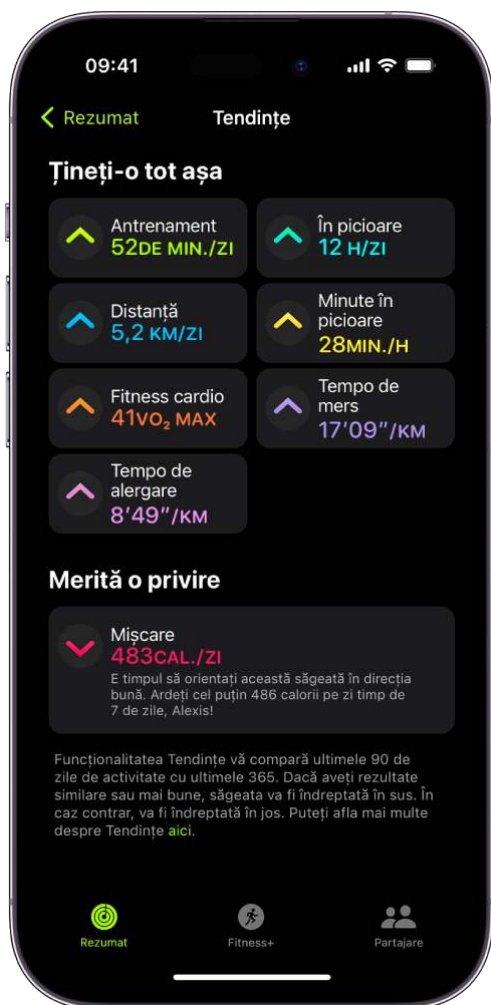 09:41
Rezumat
Tendințe
Țineți-o tot așa
Antrenament
52DE MIN./ZI
În picioare
12 H/ZI
Distanță
5,2 KM/ZI
Minute în
picioare
28MIN./H
Fitness cardio
41VO₂ MAX
Tempo de
mers
17'09"/KM
Tempo de
alergare
8'49"/KM
Merită o privire
Mișcare
483CAL./ZI
E timpul să orientați această săgeată în direcția
bună. Ardeți cel puțin 486 calorii pe zi timp de
7 de zile, Alexis!
Funcționalitatea Tendințe vă compară ultimele 90 de
zile de activitate cu ultimele 365. Dacă aveți rezultate
similare sau mai bune, săgeata va fi îndreptată în sus. În
caz contrar, va fi îndreptată în jos. Puteți afla mai multe
despre Tendințe aici.
Rezumat
Fitness+
Partajare